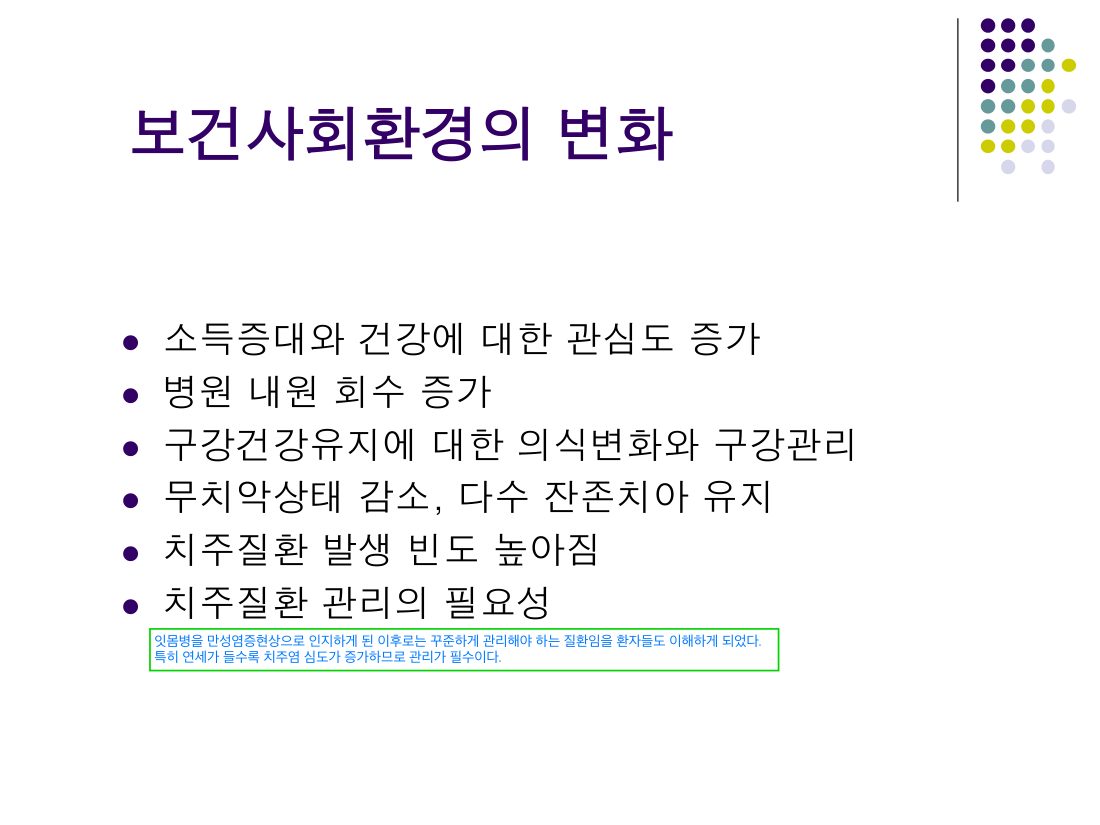 보건사회환경의 변화
소득증대와 건강에 대한 관심도 증가
병원 내원 회수 증가
구강건강유지에 대한 의식변화와 구강관리
무치악상태 감소, 다수 잔존치아 유지
치주질환 발생 빈도 높아짐
치주질환 관리의 필요성
잇몸병을 만성염증현상으로 인지하게 된 이후로는 꾸준하게 관리해야 하는 질환임을 환자들도 이해하게 되었다.
특히 연세가 들수록 치주염 심도가 증가하므로 관리가 필수이다.